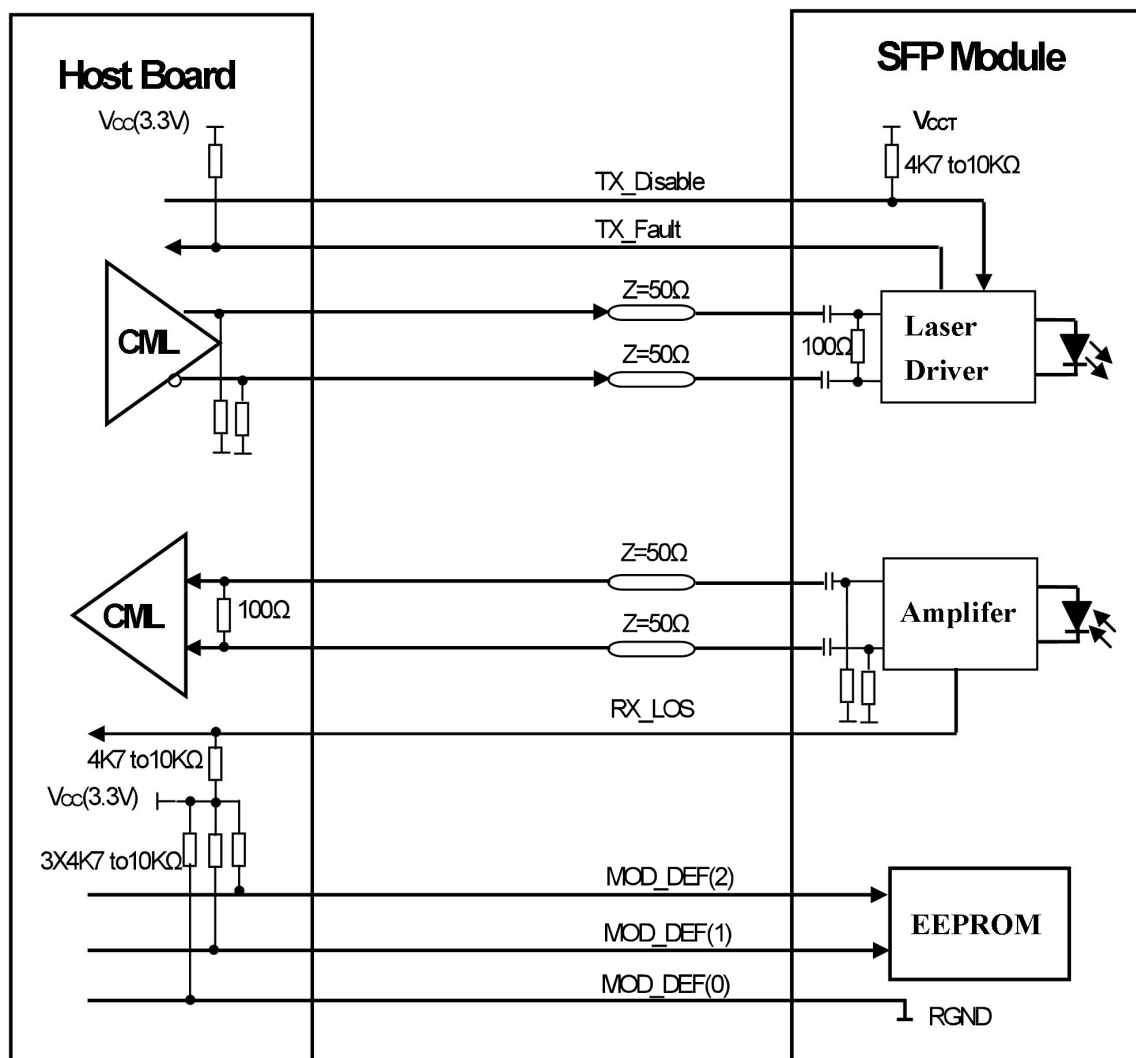 Host Board
SFP Module
Vcc(3.3V)
VCCT
4K7 to10KΩ
TX_Disable
TX_Fault
CML
Z=50Ω
Z=50Ω
100Ω
Laser
Driver
CML
100Ω
Z=50Ω
Z=50Ω
Amplifer
RX_LOS
4K7 to10KΩ
Vcc(3.3V)
3X4K7 to10KΩ
MOD_DEF(2)
MOD_DEF(1)
MOD_DEF(0)
EEPROM
RGND